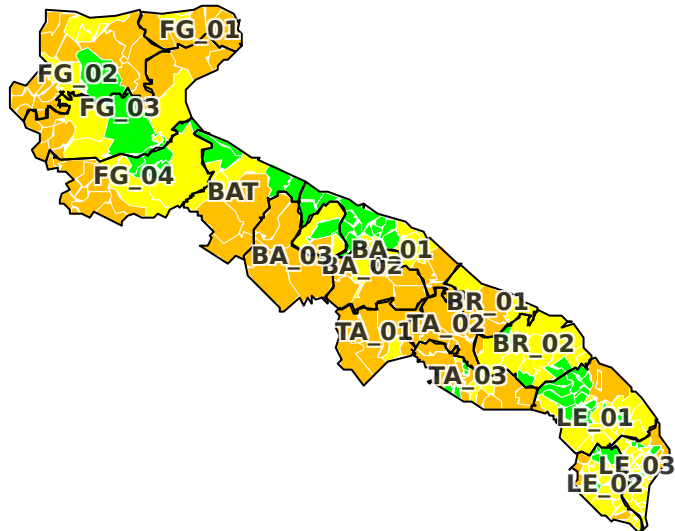 FG_01
FG_02
FG_03
FG_04
BAT
BA_01
BA_03
BA_02
BR_01
TA_02
TA_01
BR_02
TA_03
LE_01
LE_03
LE_02